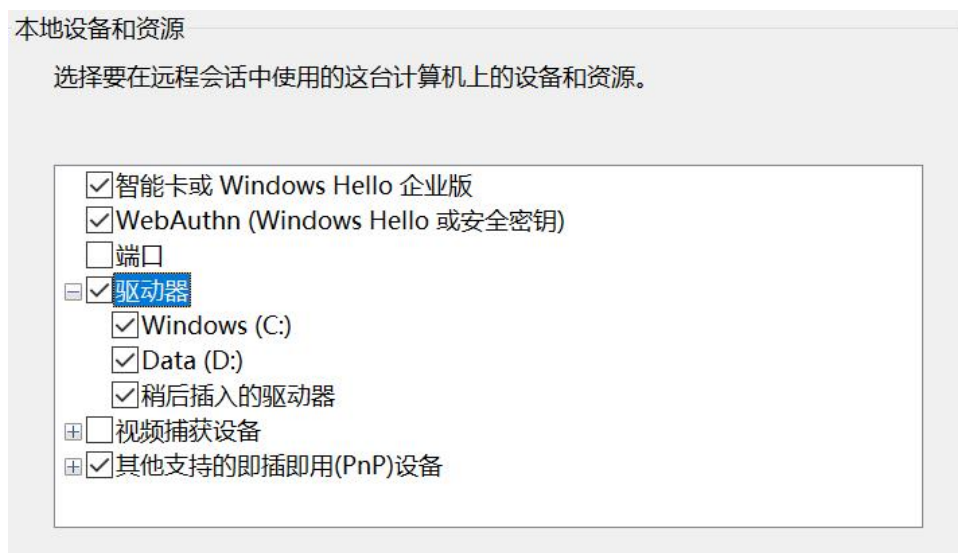 本地设备和资源
选择要在远程会话中使用的这台计算机上的设备和资源。
智能卡或 Windows Hello 企业版
WebAuthn (Windows Hello 或安全密钥)
端口
驱动器
Windows (C:)
Data (D:)
稍后插入的驱动器
视频捕获设备
其他支持的即插即用(PnP)设备